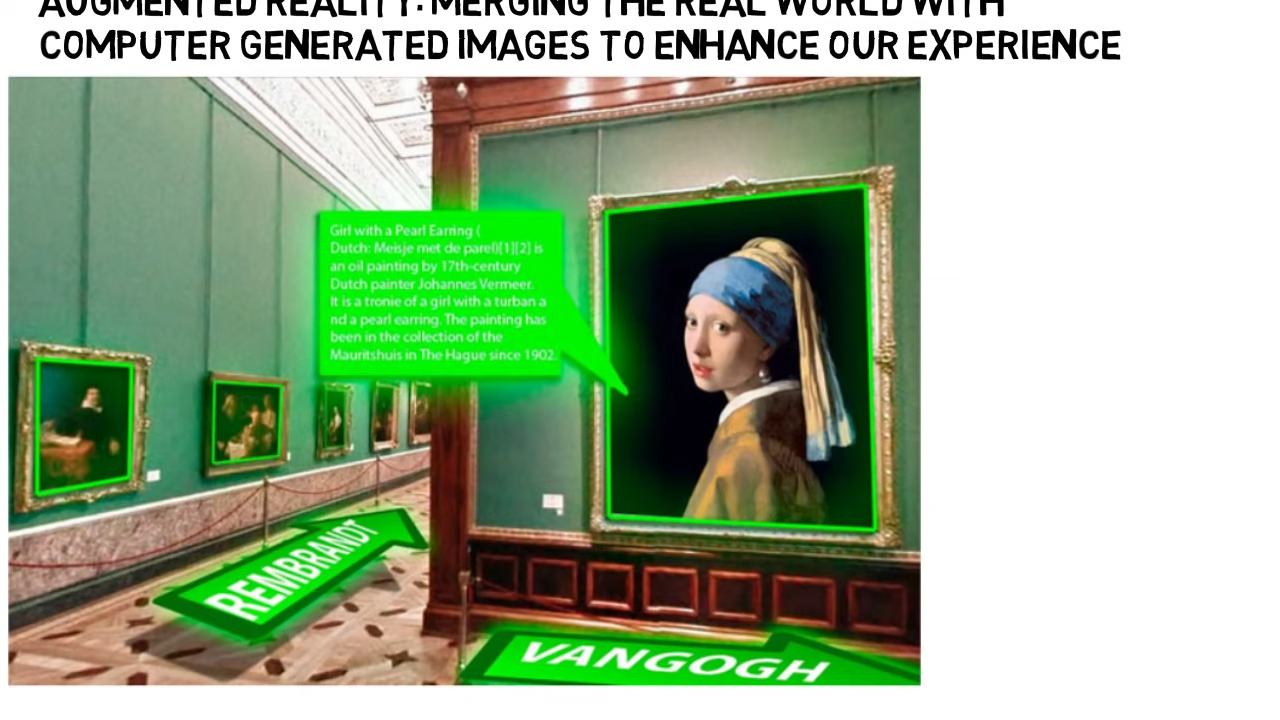 AUGMENTED REALITY: MERGING THE REAL WORLD WITH
COMPUTER GENERATED IMAGES TO ENHANCE OUR EXPERIENCE
Girl with a Pearl Earring (
Dutch: Meisje met de parel)[1][2] is
an oil painting by 17th-century
Dutch painter Johannes Vermeer.
It is a tronie of a girl with a turban a
nd a pearl earring. The painting has
been in the collection of the
Mauritshuis in The Hague since 1902.
REMBRANDT
VANGOGH